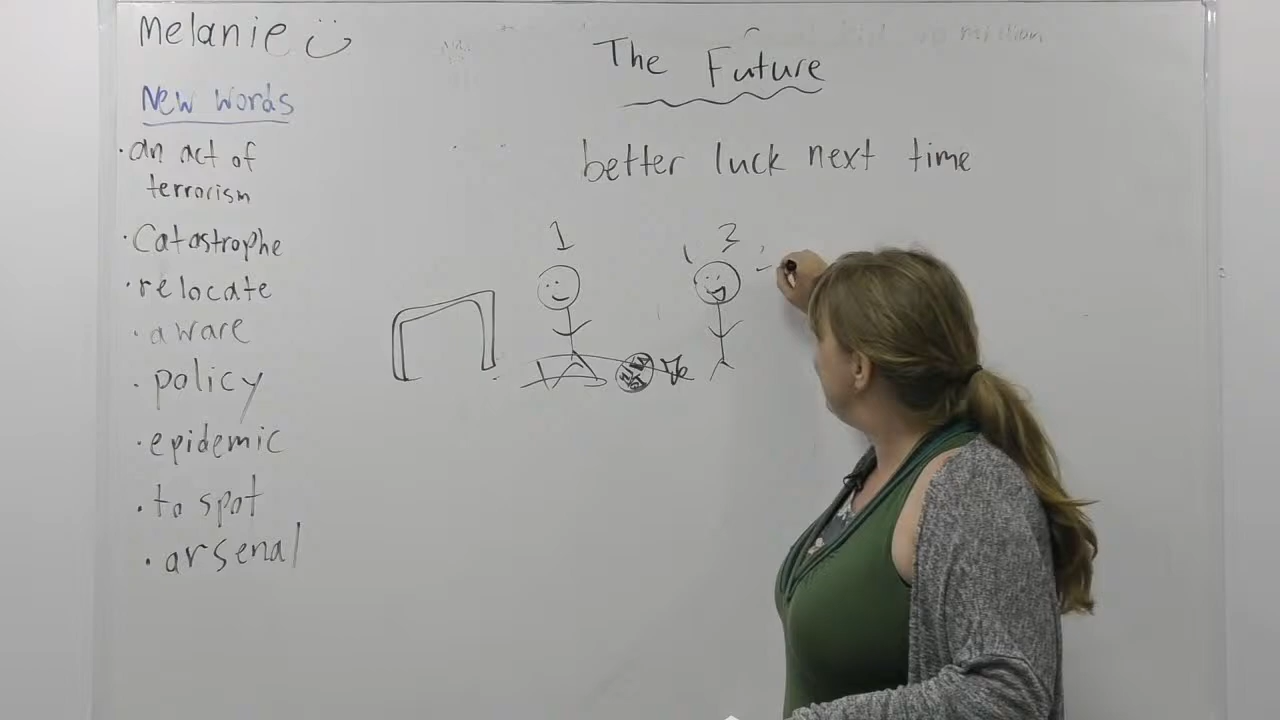 Melanie
New Words
· an act of
terrorism
· Catastrophe
· relocate
· aware
· policy
· epidemic
· to spot
· arsenal
The Future
better luck next time
1
2